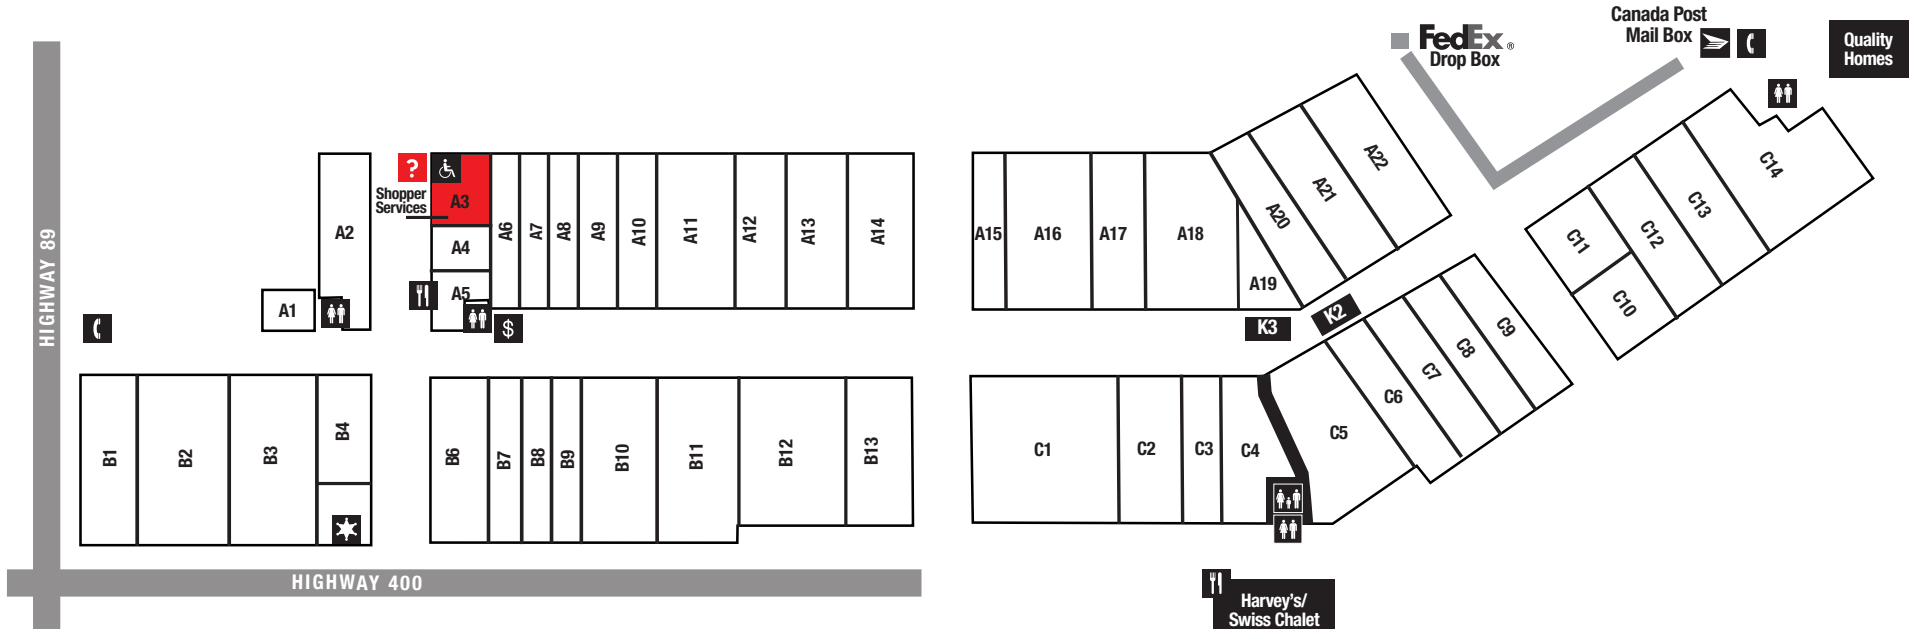 Canada Post
Mail Box
FedEx®
Drop Box
Quality
Homes
HIGHWAY 89
HIGHWAY 400
?
Shopper
Services
$
A1
A2
A3
A4
A5
A6
A7
A8
A9
A10
A11
A12
A13
A14
A15
A16
A17
A18
A19
A20
A21
A22
K3
K2
B1
B2
B3
B4
B6
B7
B8
B9
B10
B11
B12
B13
C1
C2
C3
C4
C5
C6
C7
C8
C9
C10
C11
C12
C13
C14
Harvey's/
Swiss Chalet